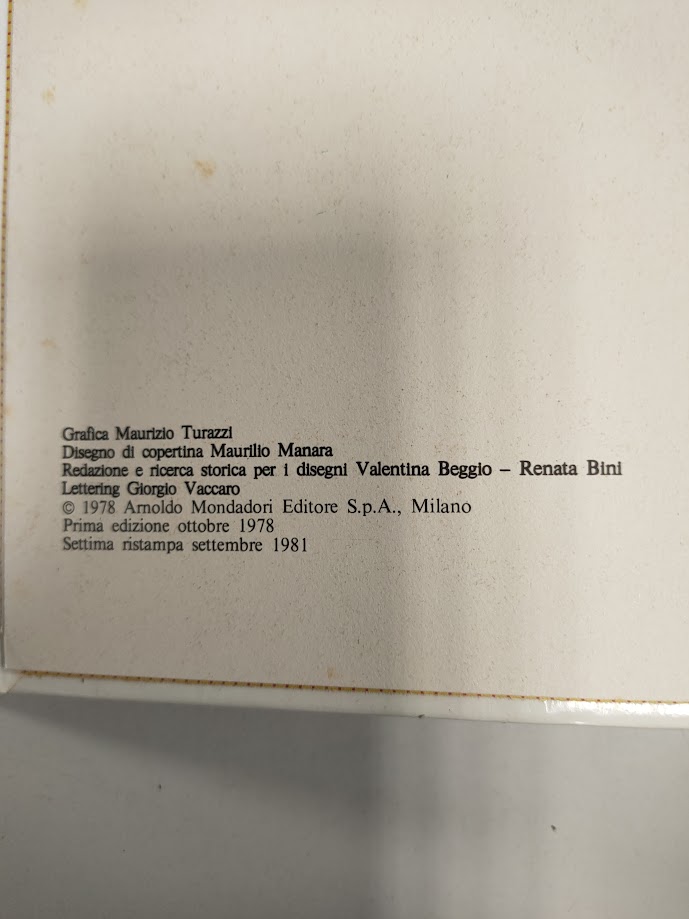 Grafica Maurizio Turazzi
Disegno di copertina Maurilio Manara
Redazione e ricerca storica per i disegni Valentina Beggio – Renata Bini
Lettering Giorgio Vaccaro
© 1978 Arnoldo Mondadori Editore S.p.A., Milano
Prima edizione ottobre 1978
Settima ristampa settembre 1981